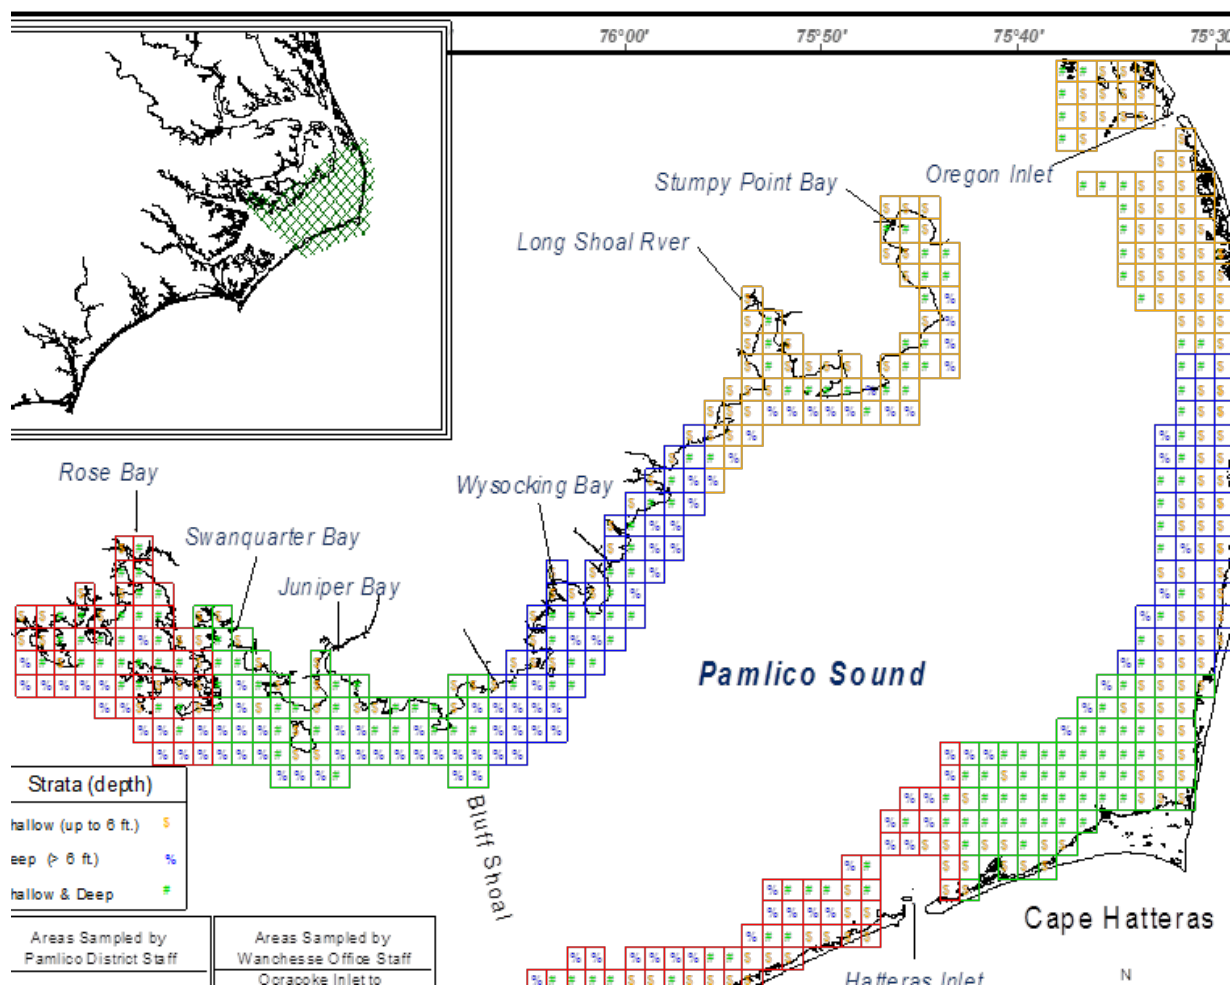 76°00'
75°50'
75°40'
75°30
Oregon Inlet
Stumpy Point Bay
Long Shoal Rver
Rose Bay
Wysocking Bay
Swanquarter Bay
Juniper Bay
Pamlico Sound
Strata (depth)
hallow (up to 6 ft.) $
eep (> 6 ft.) %
hallow & Deep #
Bluff Shoal
Cape Hatteras
Areas Sampled by
Pamlico District Staff
Areas Sampled by
Wanchesse Office Staff
Ocrapoke Inlet to
Hatteras Inlet
N